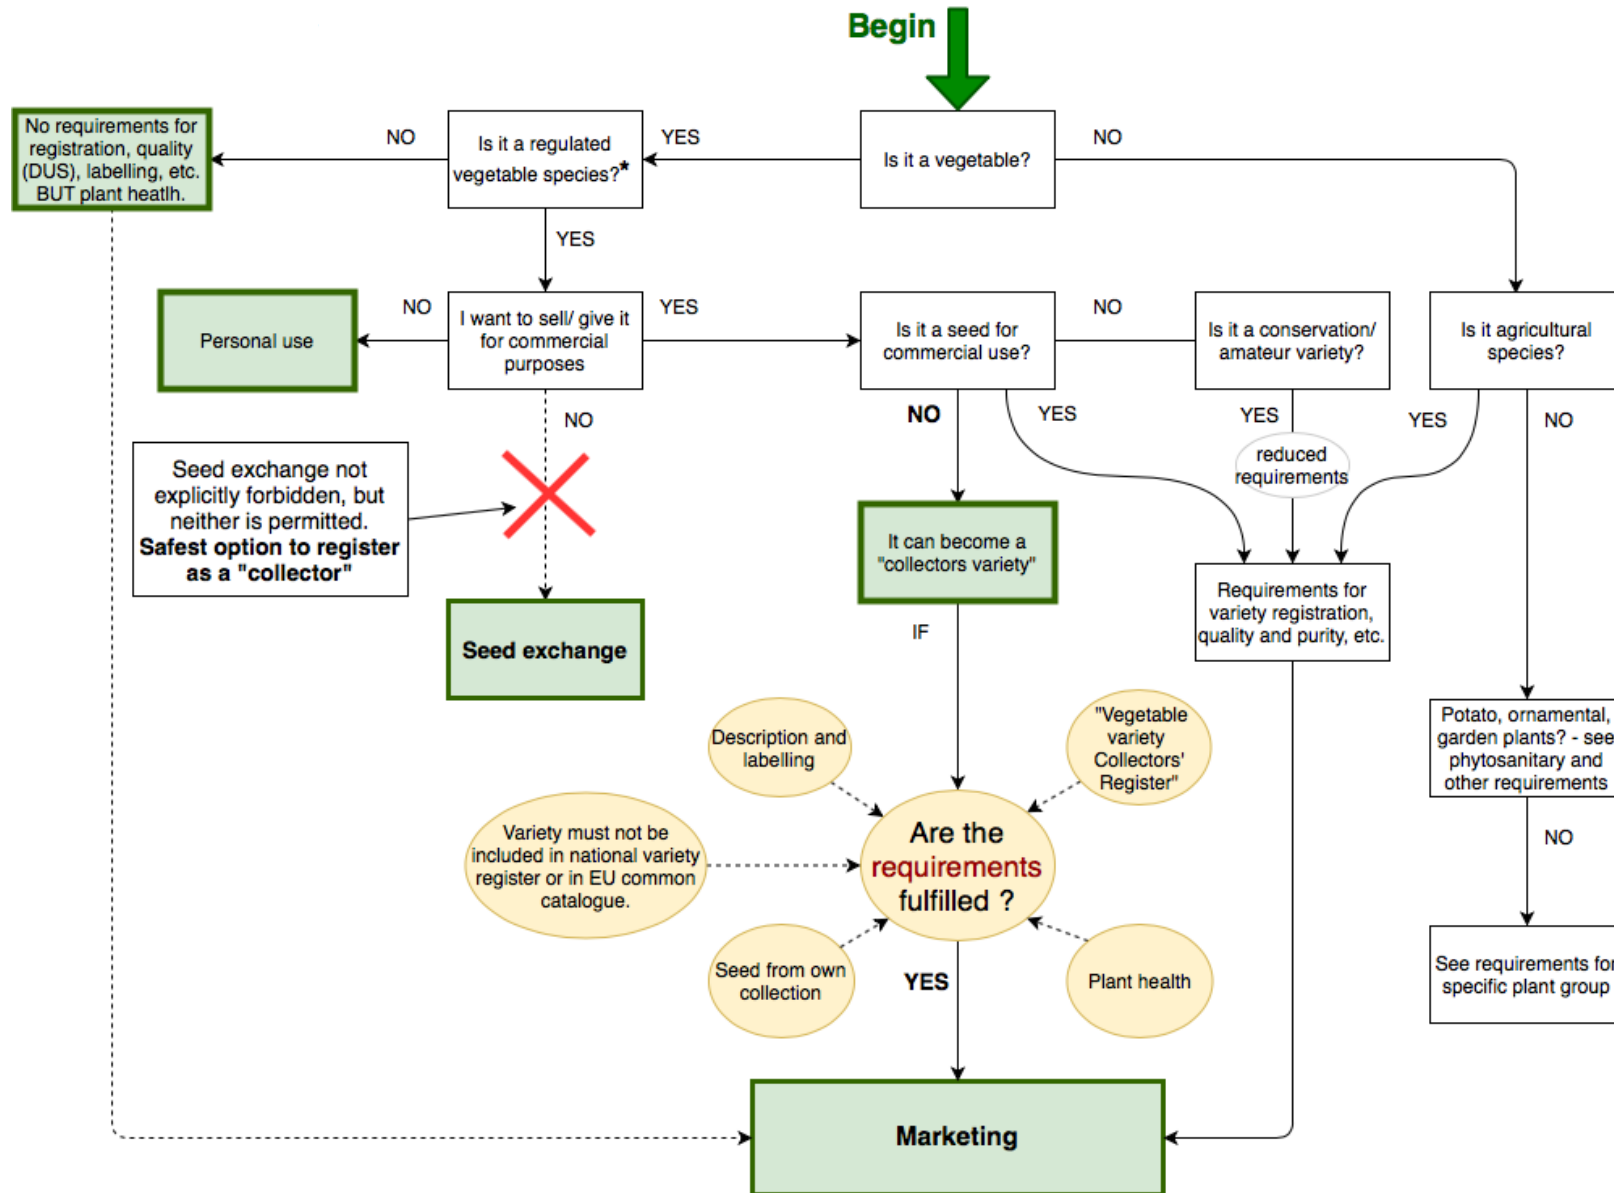 Begin
No requirements for
registration, quality
(DUS), labelling, etc.
BUT plant heatlh.
NO
Is it a regulated
vegetable species?*
YES
Is it a vegetable?
NO
YES
Personal use
NO
I want to sell/ give it
for commercial
purposes
YES
Is it a seed for
commercial use?
NO
Is it a conservation/
amateur variety?
Is it agricultural
species?
NO
NO
YES
YES
YES
NO
reduced
requirements
Seed exchange not
explicitly forbidden, but
neither is permitted.
Safest option to register
as a "collector"
It can become a
"collectors variety"
Requirements for
variety registration,
quality and purity, etc.
IF
Seed exchange
Description and
labelling
"Vegetable
variety
Collectors'
Register"
Potato, ornamental,
garden plants? - see
phytosanitary and
other requirements
Variety must not be
included in national variety
register or in EU common
catalogue.
Are the
requirements
fulfilled ?
NO
Seed from own
collection
YES
Plant health
See requirements for
specific plant group
Marketing